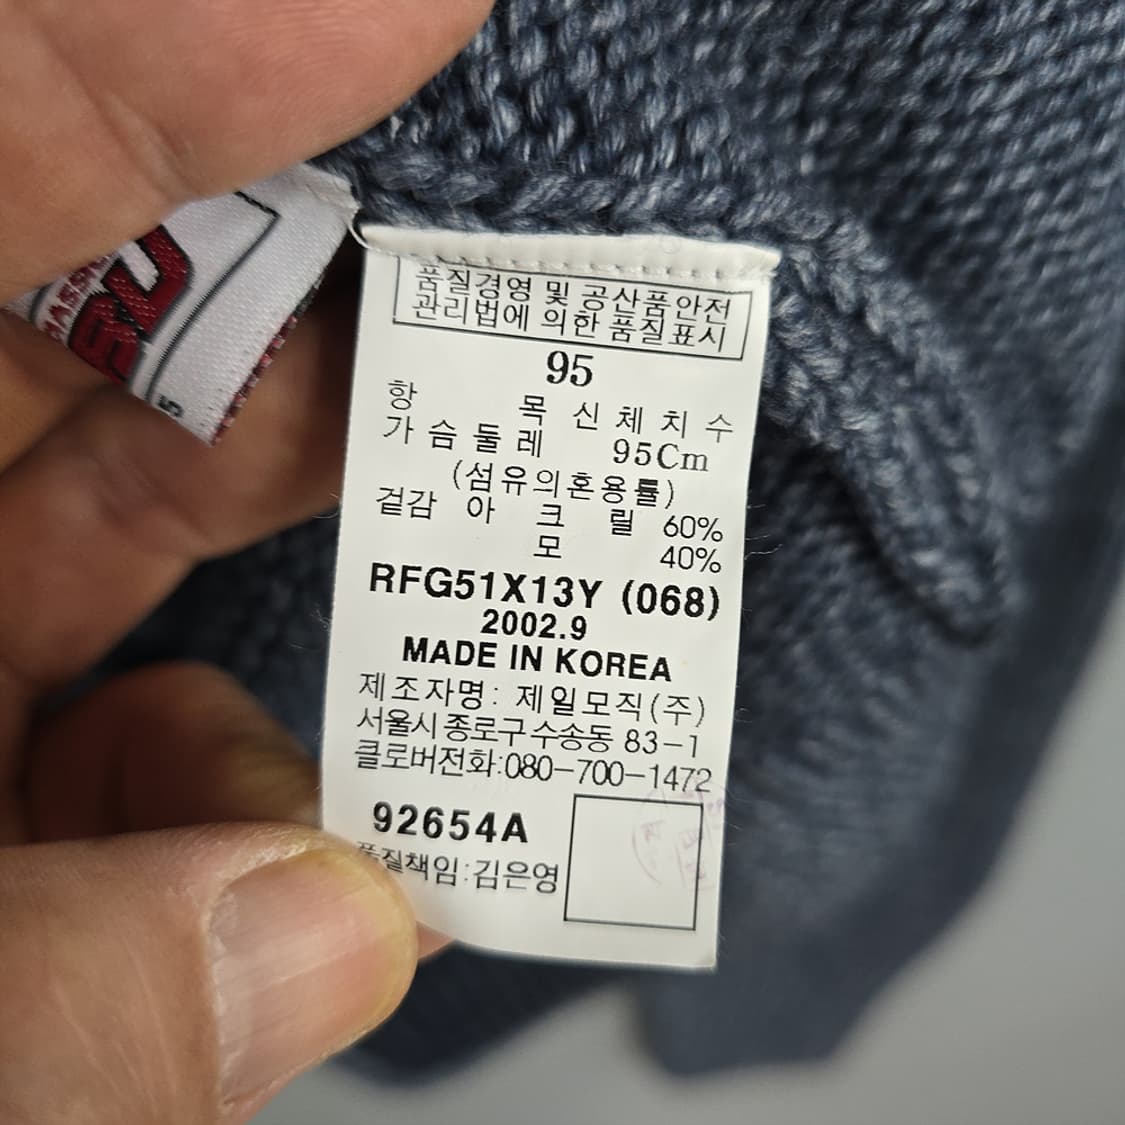 품질경영 및 공산품안전
관리법에 의한 품질표시
95
항 목 신체치수
가슴둘레 95Cm
(섬유의혼용률)
겉감 아 크 릴 60%
모 40%
RFG51X13Y (068)
2002.9
MADE IN KOREA
제조자명: 제일모직(주)
서울시종로구수송동 83-1
클로버전화:080-700-1472
92654A
품질책임:김은영